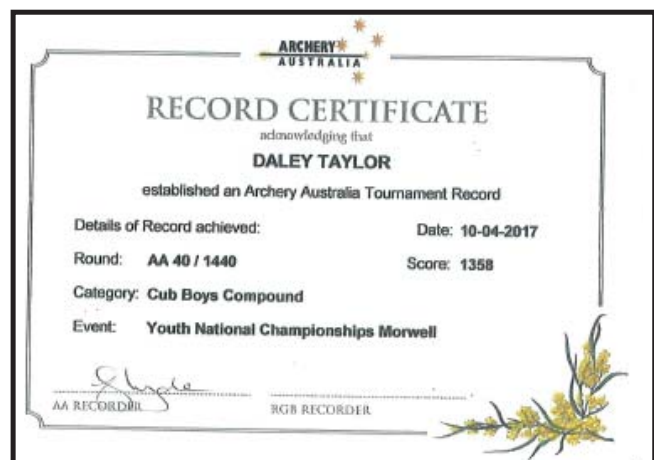 ARCHERY
AUSTRALIA
RECORD CERTIFICATE
acknowledging that
DALEY TAYLOR
established an Archery Australia Tournament Record
Details of Record achieved: Date: 10-04-2017
Round: AA 40 / 1440 Score: 1358
Category: Cub Boys Compound
Event: Youth National Championships Morwell
AA RECORDER RGB RECORDER